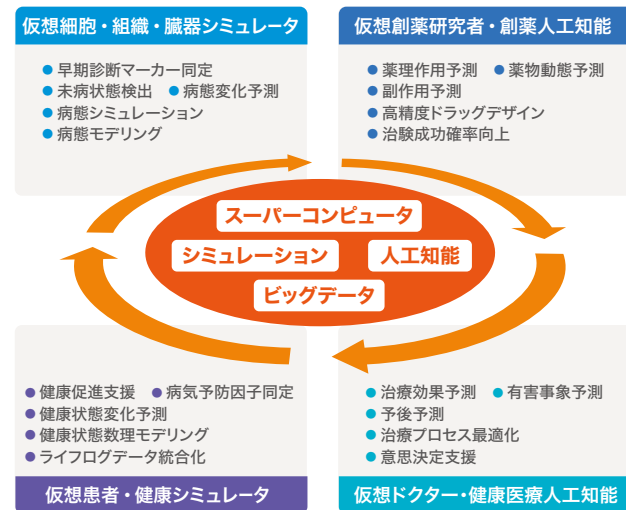 仮想細胞・組織・臓器シミュレータ
● 早期診断マーカー同定
● 未病状態検出 ● 病態変化予測
● 病態シミュレーション
● 病態モデリング
仮想創薬研究者・創薬人工知能
● 薬理作用予測 ● 薬物動態予測
● 副作用予測
● 高精度ドラッグデザイン
● 治験成功確率向上
スーパーコンピュータ
シミュレーション 人工知能
ビッグデータ
● 健康促進支援 ● 病気予防因子同定
● 健康状態変化予測
● 健康状態数理モデリング
● ライフログデータ統合化
仮想患者・健康シミュレータ
● 治療効果予測 ● 有害事象予測
● 予後予測
● 治療プロセス最適化
● 意思決定支援
仮想ドクター・健康医療人工知能